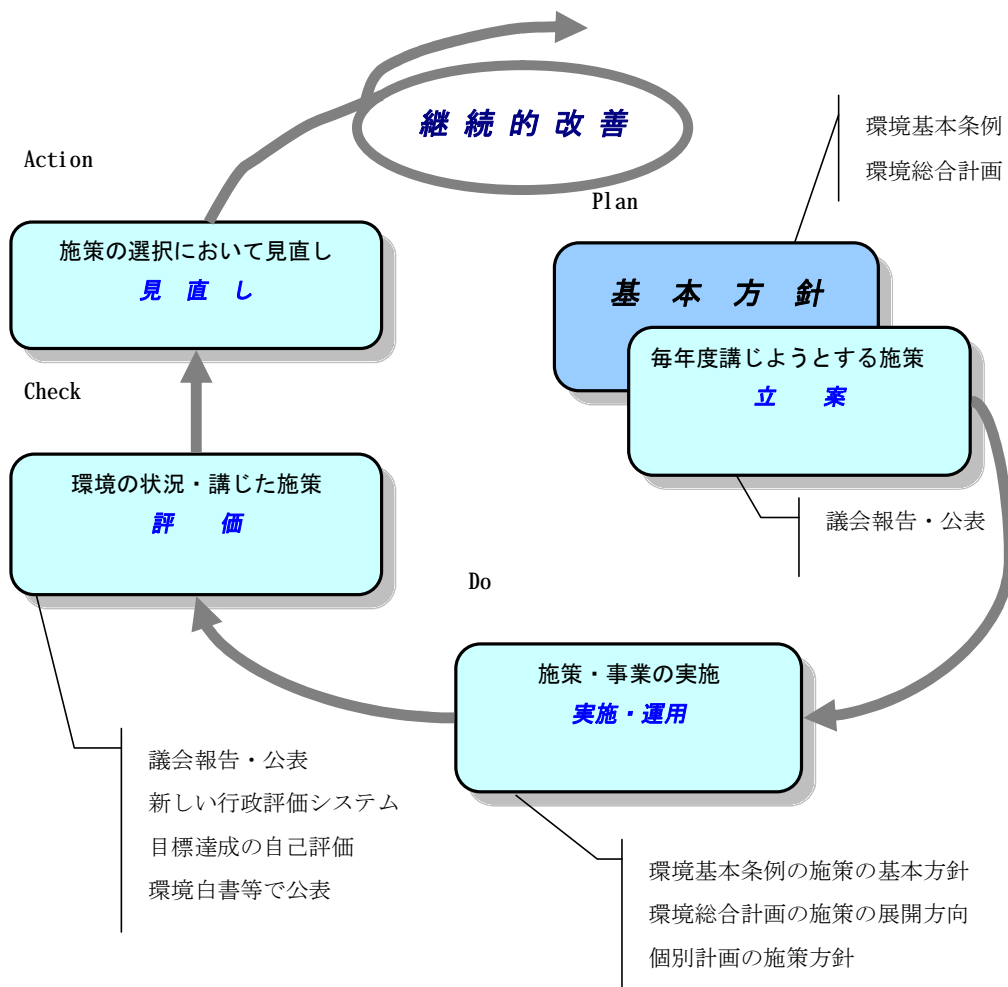 継続的改善
Plan
環境基本条例
環境総合計画
基本方針
毎年度講じようとする施策
立案
議会報告・公表
Do
施策・事業の実施
実施・運用
環境基本条例の施策の基本方針
環境総合計画の施策の展開方向
個別計画の施策方針
Check
環境の状況・講じた施策
評価
議会報告・公表
新しい行政評価システム
目標達成の自己評価
環境白書等で公表
Action
施策の選択において見直し
見直し